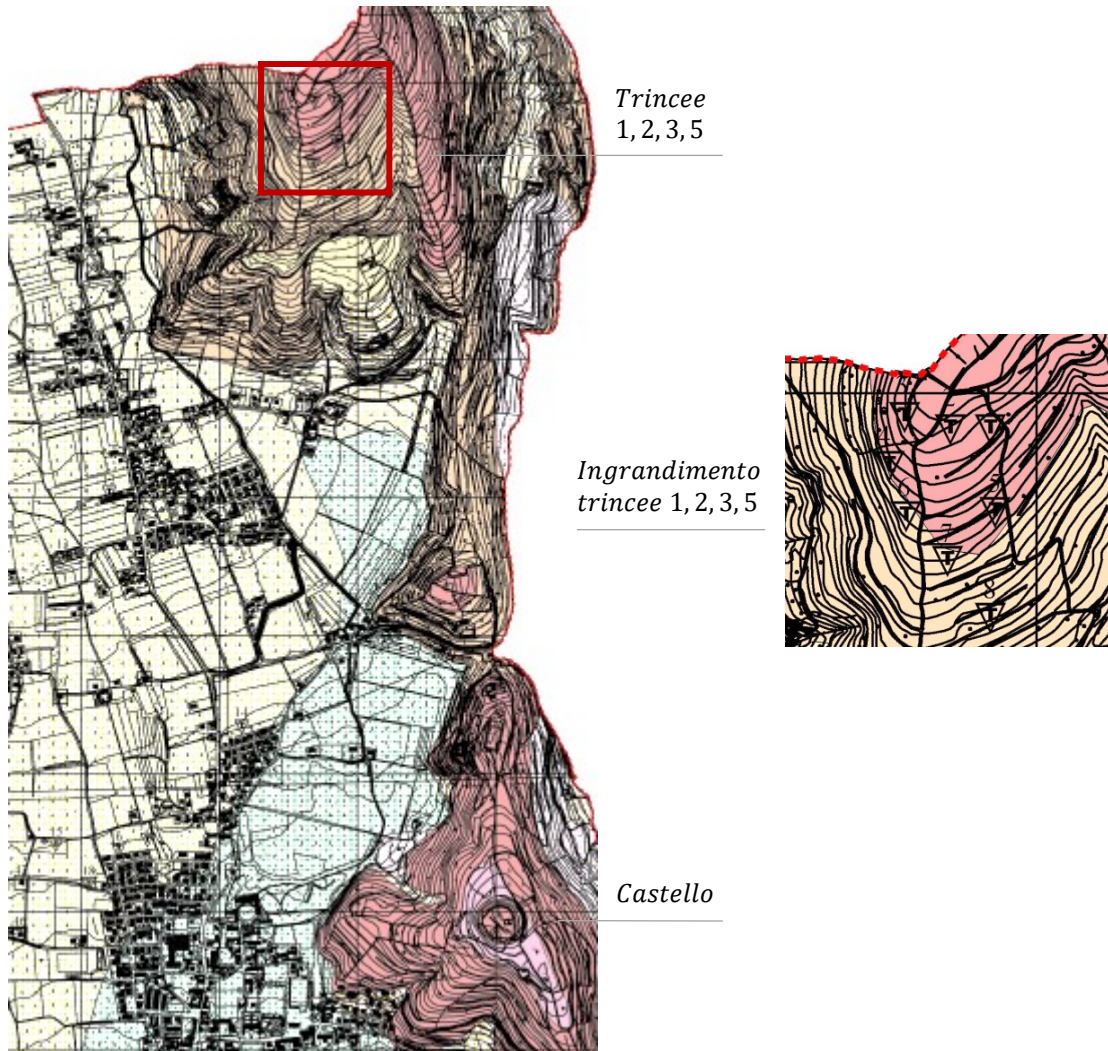 Trincee
1, 2, 3, 5
Ingrandimento
trincee 1, 2, 3, 5
Castello